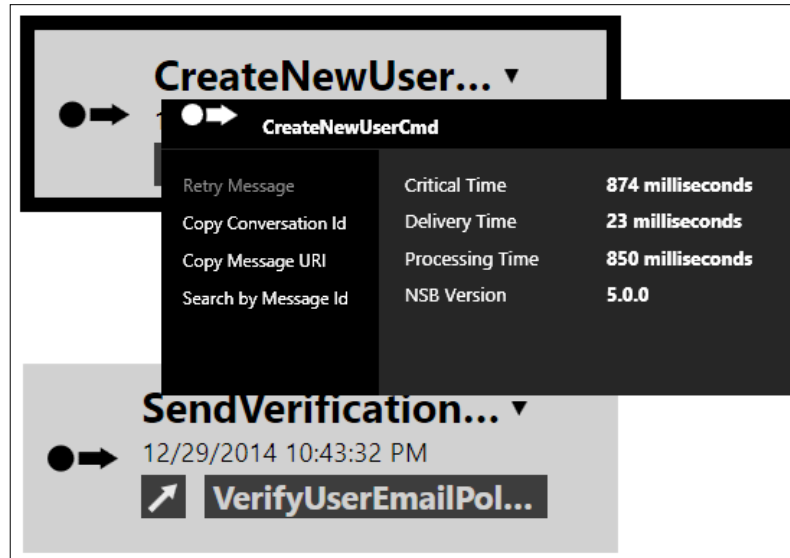 CreateNewUser... ▼
CreateNewUserCmd
Retry Message
Copy Conversation Id
Copy Message URI
Search by Message Id
Critical Time 874 milliseconds
Delivery Time 23 milliseconds
Processing Time 850 milliseconds
NSB Version 5.0.0
SendVerification... ▼
12/29/2014 10:43:32 PM
VerifyUserEmailPol...